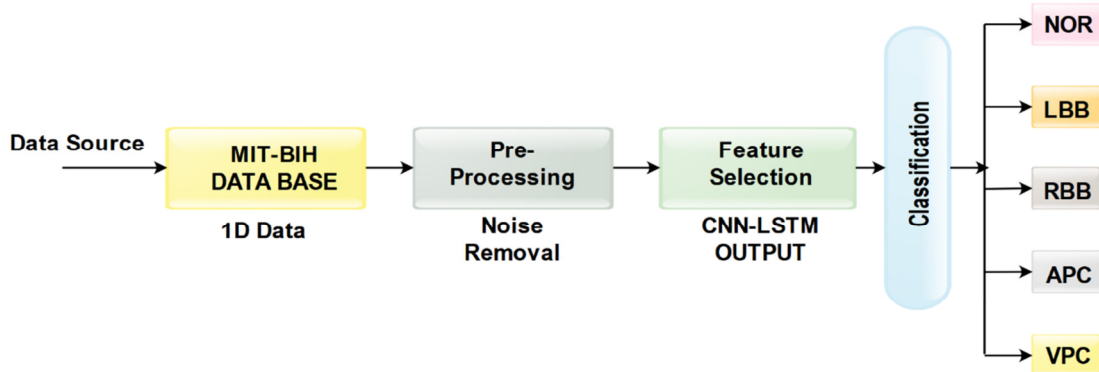 Data Source
MIT-BIH
DATA BASE
1D Data
Pre-
Processing
Noise
Removal
Feature
Selection
CNN-LSTM
OUTPUT
Classification
NOR
LBB
RBB
APC
VPC